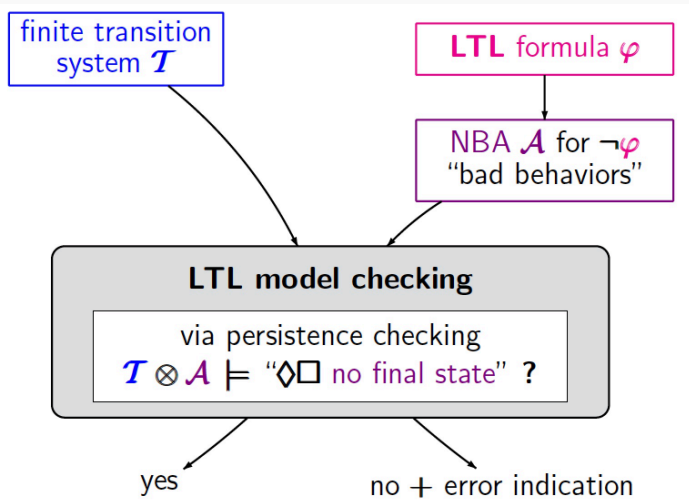 finite transition
system 𝒯
LTL formula φ
NBA 𝒜 for ¬φ
“bad behaviors”
LTL model checking
via persistence checking
𝒯 ⊗ 𝒜 ⊨ “◊□ no final state” ?
yes
no + error indication